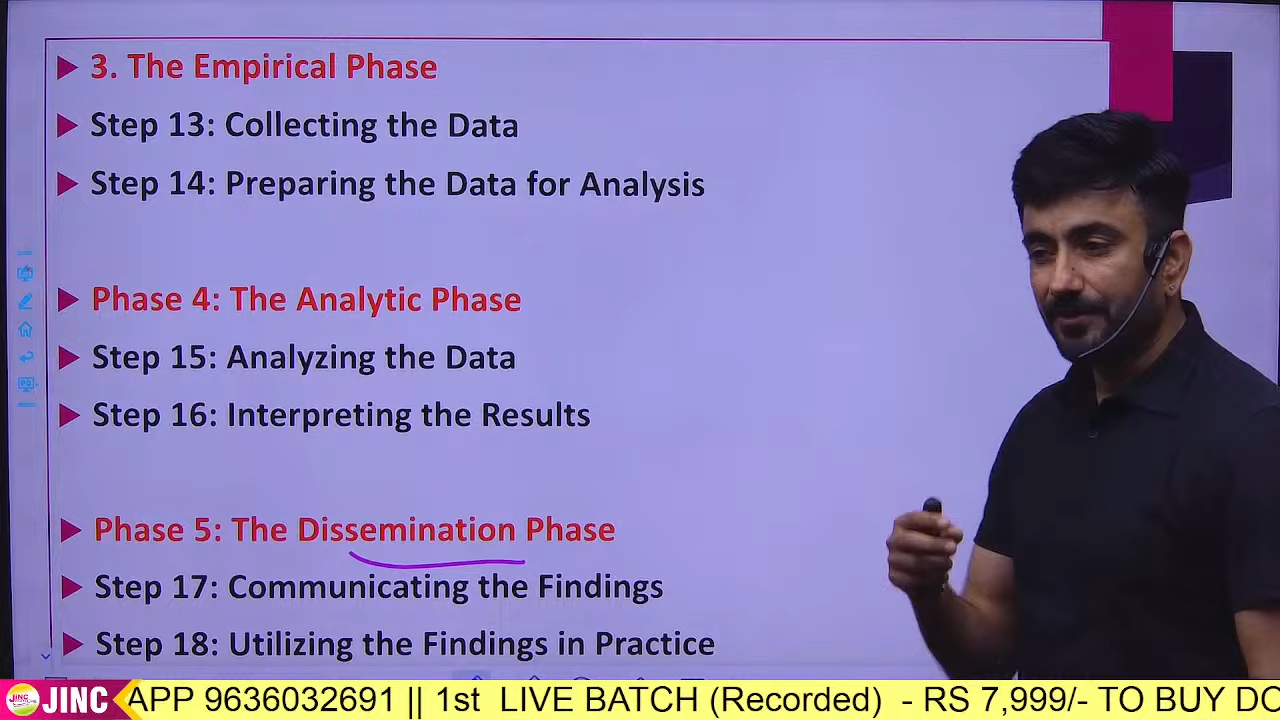 3. The Empirical Phase
Step 13: Collecting the Data
Step 14: Preparing the Data for Analysis
Phase 4: The Analytic Phase
Step 15: Analyzing the Data
Step 16: Interpreting the Results
Phase 5: The Dissemination Phase
Step 17: Communicating the Findings
Step 18: Utilizing the Findings in Practice
JINC JINC APP 9636032691 || 1st LIVE BATCH (Recorded) - RS 7,999/- TO BUY DO